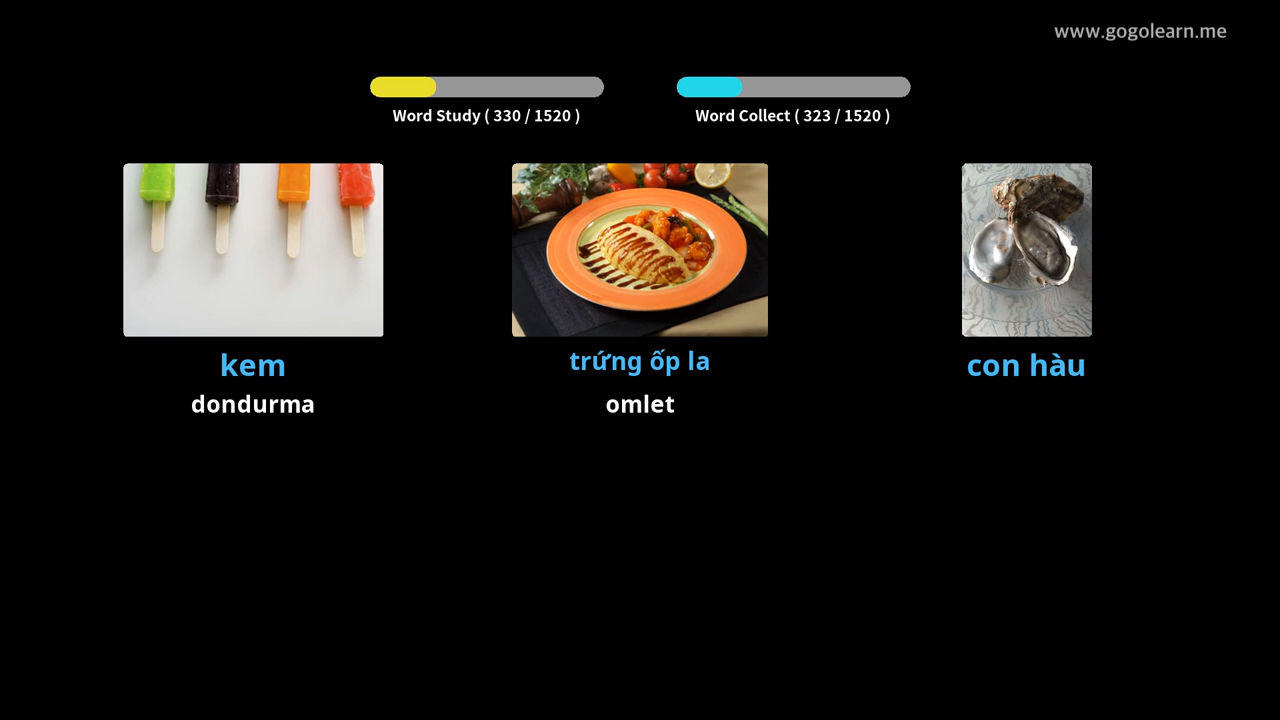 www.gogolearn.me
Word Study ( 330 / 1520 )
Word Collect ( 323 / 1520 )
kem
dondurma
trứng ốp la
omlet
con hàu